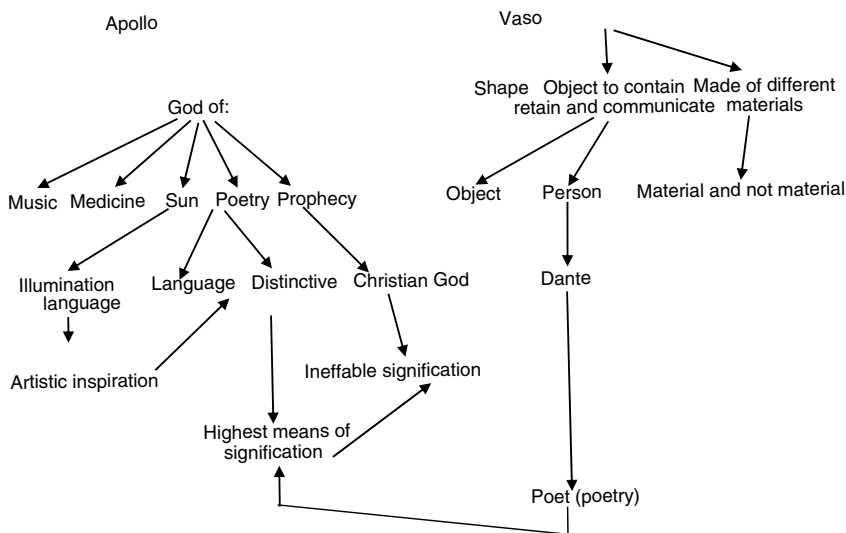 Apollo
Vaso
God of:
Shape Object to contain Made of different
retain and communicate materials
Music Medicine Sun Poetry Prophecy
Object Person Material and not material
Illumination Language Distinctive Christian God
language
Dante
Artistic inspiration
Ineffable signification
Highest means of
signification
Poet (poetry)